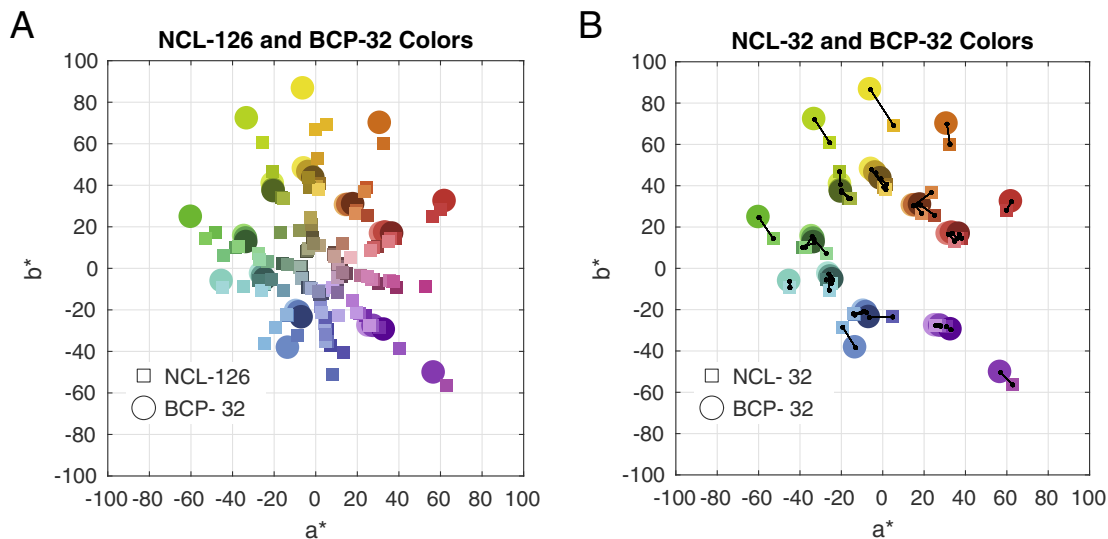 A
NCL-126 and BCP-32 Colors
100
80
60
40
20
0
-20
-40
-60
-80
-100
b*
NCL-126
BCP- 32
-100 -80 -60 -40 -20 0 20 40 60 80 100
a*
B
NCL-32 and BCP-32 Colors
100
80
60
40
20
0
-20
-40
-60
-80
-100
b*
NCL- 32
BCP- 32
-100 -80 -60 -40 -20 0 20 40 60 80 100
a*